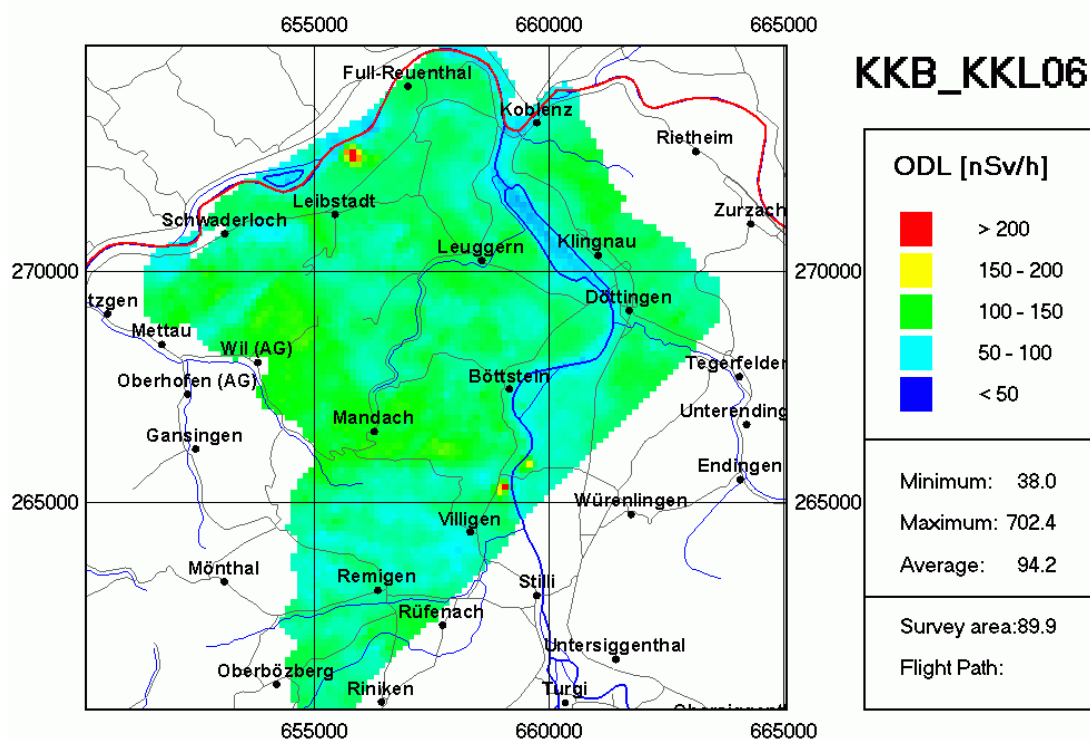 655000 660000 665000
KKB_KKL06
Full-Reuenthal
Koblenz
Rietheim
ODL [nSv/h]
Leibstadt
Zurzach
Schwaderloch
> 200
Leuggern
Klingnau
270000 270000
150 - 200
tzgen
Döttingen
100 - 150
Mettau
Wil (AG)
50 - 100
Tegerfelder
Oberhofen (AG)
Böttstein
< 50
Mandach
Unterending
Gansingen
Endingen
Minimum: 38.0
265000 265000
Würenlingen
Villigen
Maximum: 702.4
Mönthal
Remigen
Stilli
Average: 94.2
Rüfenach
Untersiggenthal
Survey area:89.9
Oberbözberg
Flight Path:
Riniken
Turgi
655000 660000 665000